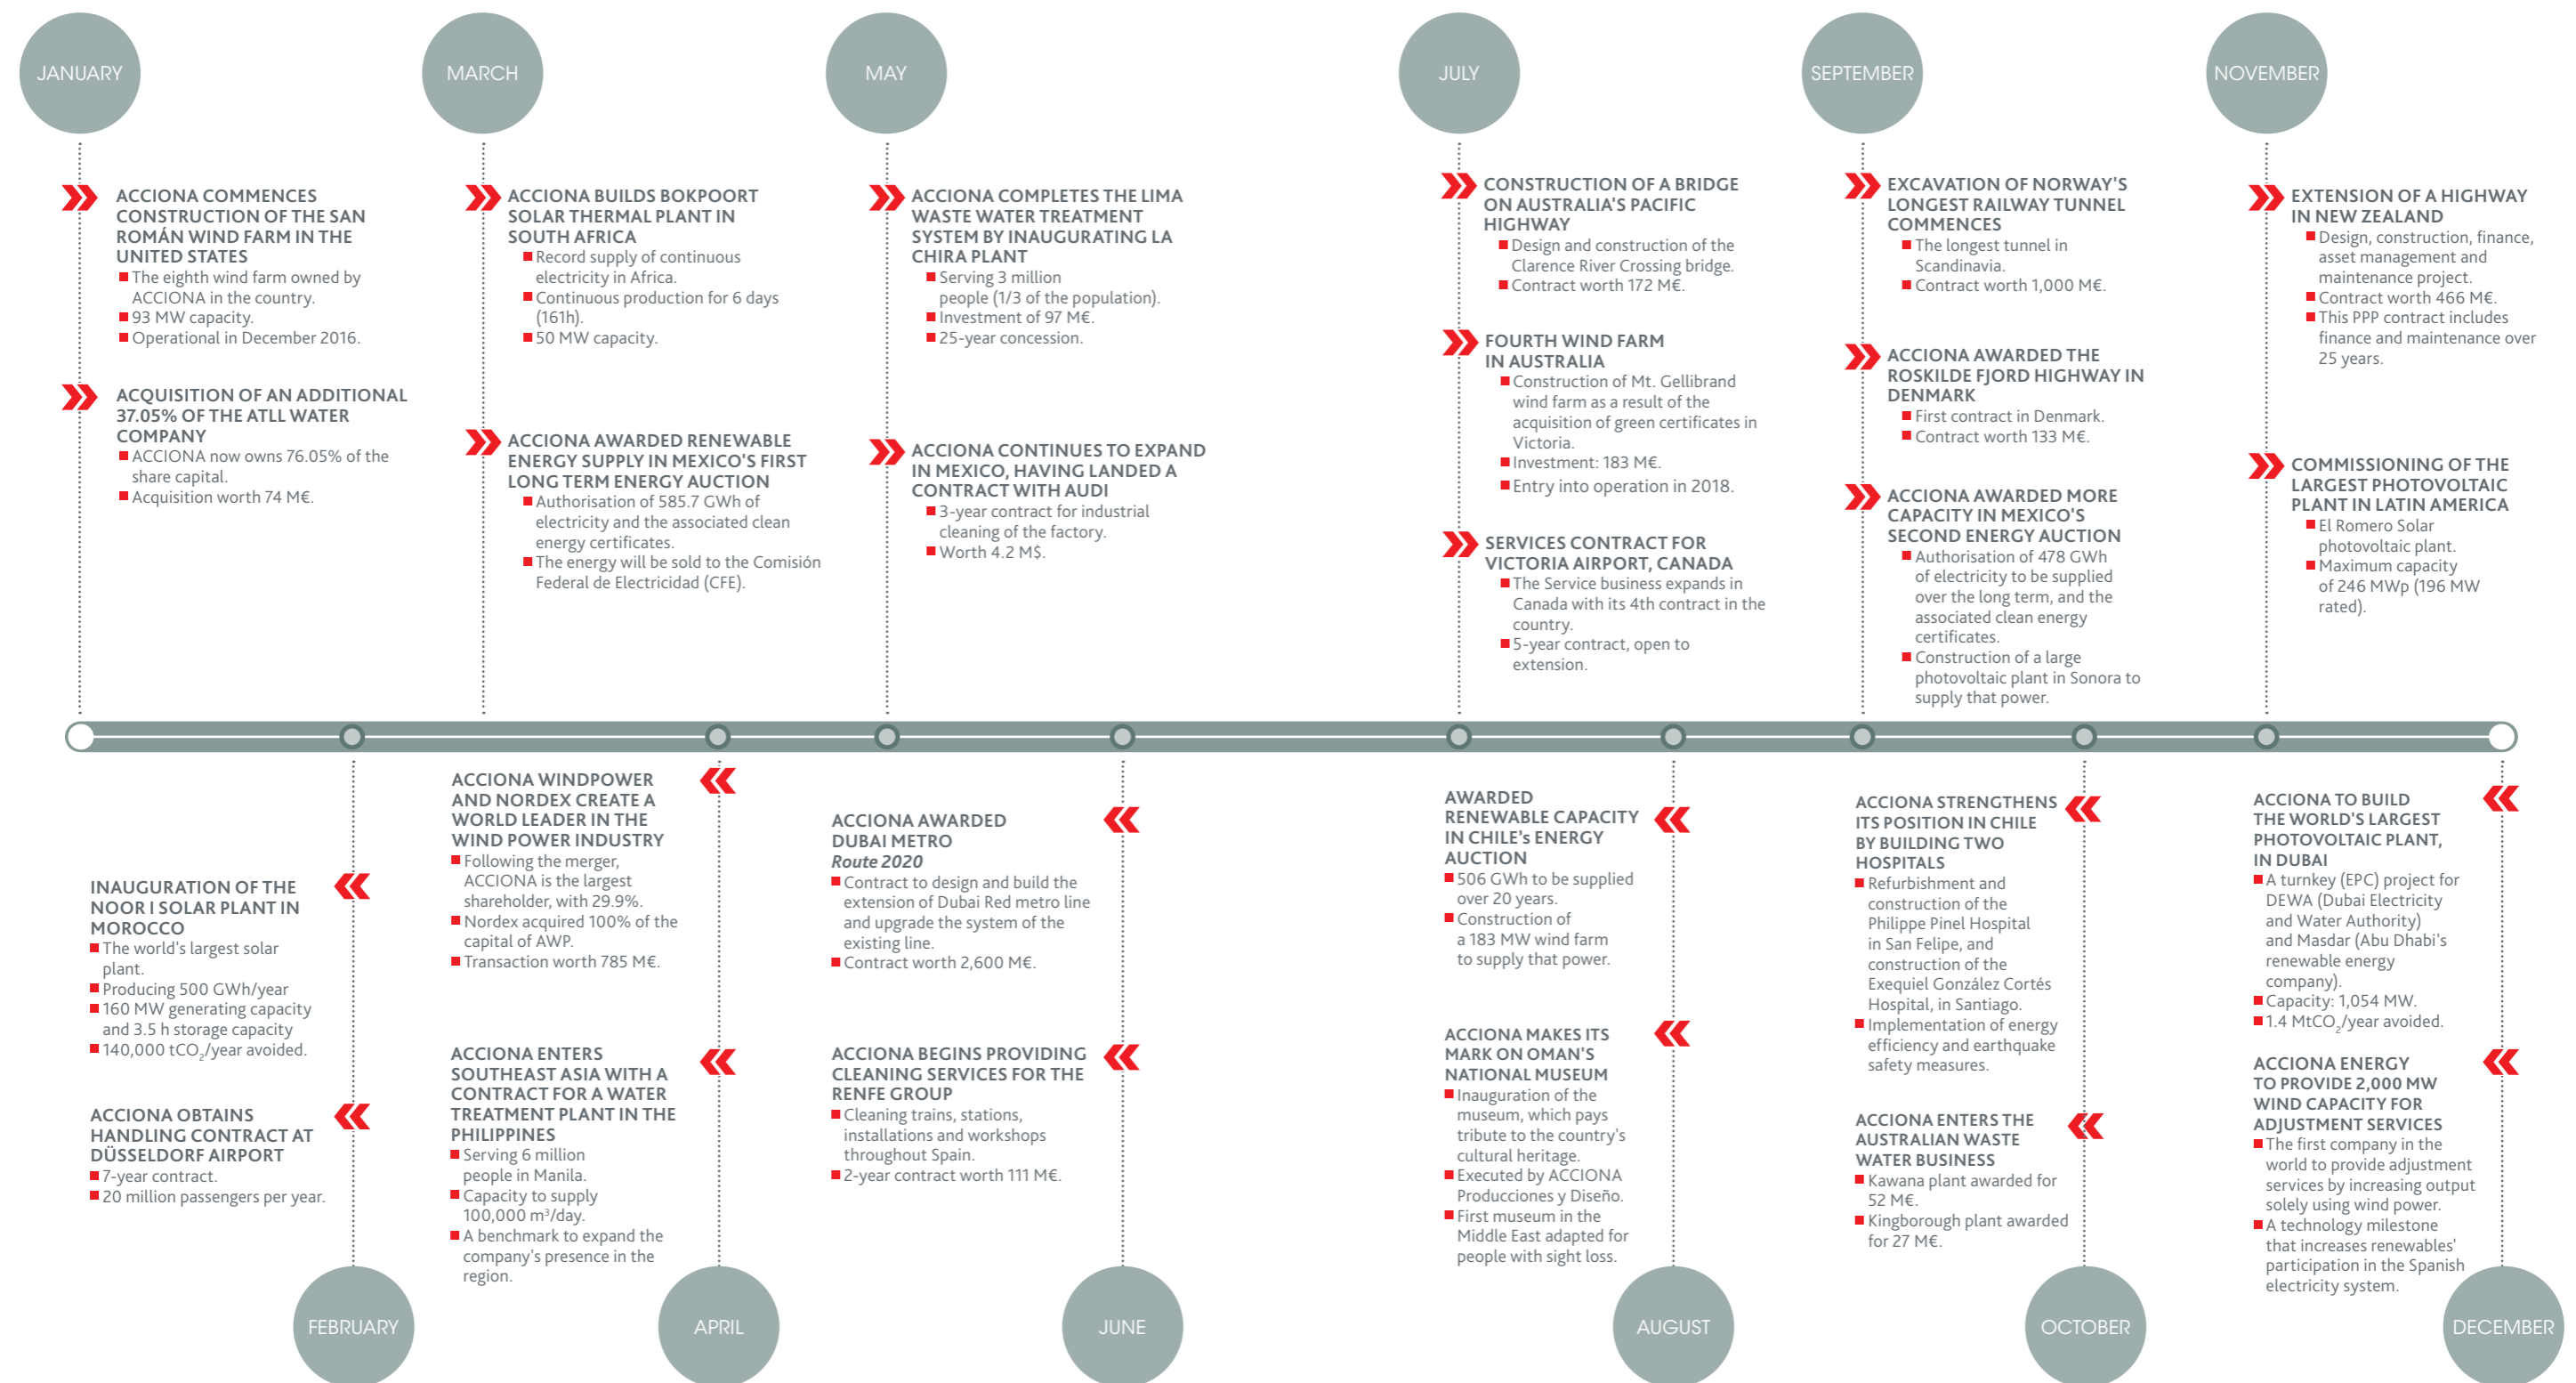 JANUARY
ACCIONA COMMENCES
CONSTRUCTION OF THE SAN
ROMÁN WIND FARM IN THE
UNITED STATES
The eighth wind farm owned by
ACCIONA in the country.
93 MW capacity.
Operational in December 2016.
ACQUISITION OF AN ADDITIONAL
37.05% OF THE ATLL WATER
COMPANY
ACCIONA now owns 76.05% of the
share capital.
Acquisition worth 74 M€.
MARCH
ACCIONA BUILDS BOKPOORT
SOLAR THERMAL PLANT IN
SOUTH AFRICA
Record supply of continuous
electricity in Africa.
Continuous production for 6 days
(161h).
50 MW capacity.
ACCIONA AWARDED RENEWABLE
ENERGY SUPPLY IN MEXICO'S FIRST
LONG TERM ENERGY AUCTION
Authorisation of 585.7 GWh of
electricity and the associated clean
energy certificates.
The energy will be sold to the Comisión
Federal de Electricidad (CFE).
MAY
ACCIONA COMPLETES THE LIMA
WASTE WATER TREATMENT
SYSTEM BY INAUGURATING LA
CHIRA PLANT
Serving 3 million
people (1/3 of the population).
Investment of 97 M€.
25-year concession.
ACCIONA CONTINUES TO EXPAND
IN MEXICO, HAVING LANDED A
CONTRACT WITH AUDI
3-year contract for industrial
cleaning of the factory.
Worth 4.2 M$.
JULY
CONSTRUCTION OF A BRIDGE
ON AUSTRALIA'S PACIFIC
HIGHWAY
Design and construction of the
Clarence River Crossing bridge.
Contract worth 172 M€.
FOURTH WIND FARM
IN AUSTRALIA
Construction of Mt. Gellibrand
wind farm as a result of the
acquisition of green certificates in
Victoria.
Investment: 183 M€.
Entry into operation in 2018.
SERVICES CONTRACT FOR
VICTORIA AIRPORT, CANADA
The Service business expands in
Canada with its 4th contract in the
country.
5-year contract, open to
extension.
SEPTEMBER
EXCAVATION OF NORWAY'S
LONGEST RAILWAY TUNNEL
COMMENCES
The longest tunnel in
Scandinavia.
Contract worth 1,000 M€.
ACCIONA AWARDED THE
ROSKILDE FJORD HIGHWAY IN
DENMARK
First contract in Denmark.
Contract worth 133 M€.
ACCIONA AWARDED MORE
CAPACITY IN MEXICO'S
SECOND ENERGY AUCTION
Authorisation of 478 GWh
of electricity to be supplied
over the long term, and the
associated clean energy
certificates.
Construction of a large
photovoltaic plant in Sonora to
supply that power.
NOVEMBER
EXTENSION OF A HIGHWAY
IN NEW ZEALAND
Design, construction, finance,
asset management and
maintenance project.
Contract worth 466 M€.
This PPP contract includes
finance and maintenance over
25 years.
COMMISSIONING OF THE
LARGEST PHOTOVOLTAIC
PLANT IN LATIN AMERICA
El Romero Solar
photovoltaic plant.
Maximum capacity
of 246 MWp (196 MW
rated).
INAUGURATION OF THE
NOOR I SOLAR PLANT IN
MOROCCO
The world's largest solar
plant.
Producing 500 GWh/year
160 MW generating capacity
and 3.5 h storage capacity
140,000 tCO₂/year avoided.
ACCIONA OBTAINS
HANDLING CONTRACT AT
DÜSSELDORF AIRPORT
7-year contract.
20 million passengers per year.
FEBRUARY
ACCIONA WINDPOWER
AND NORDEX CREATE A
WORLD LEADER IN THE
WIND POWER INDUSTRY
Following the merger,
ACCIONA is the largest
shareholder, with 29.9%.
Nordex acquired 100% of the
capital of AWP.
Transaction worth 785 M€.
ACCIONA ENTERS
SOUTHEAST ASIA WITH A
CONTRACT FOR A WATER
TREATMENT PLANT IN THE
PHILIPPINES
Serving 6 million
people in Manila.
Capacity to supply
100,000 m³/day.
A benchmark to expand the
company's presence in the
region.
APRIL
ACCIONA AWARDED
DUBAI METRO
Route 2020
Contract to design and build the
extension of Dubai Red metro line
and upgrade the system of the
existing line.
Contract worth 2,600 M€.
ACCIONA BEGINS PROVIDING
CLEANING SERVICES FOR THE
RENFE GROUP
Cleaning trains, stations,
installations and workshops
throughout Spain.
2-year contract worth 111 M€.
JUNE
AWARDED
RENEWABLE CAPACITY
IN CHILE's ENERGY
AUCTION
506 GWh to be supplied
over 20 years.
Construction of
a 183 MW wind farm
to supply that power.
ACCIONA MAKES ITS
MARK ON OMAN'S
NATIONAL MUSEUM
Inauguration of the
museum, which pays
tribute to the country's
cultural heritage.
Executed by ACCIONA
Producciones y Diseño.
First museum in the
Middle East adapted for
people with sight loss.
AUGUST
ACCIONA STRENGTHENS
ITS POSITION IN CHILE
BY BUILDING TWO
HOSPITALS
Refurbishment and
construction of the
Philippe Pinel Hospital
in San Felipe, and
construction of the
Exequiel González Cortés
Hospital, in Santiago.
Implementation of energy
efficiency and earthquake
safety measures.
ACCIONA ENTERS THE
AUSTRALIAN WASTE
WATER BUSINESS
Kawana plant awarded for
52 M€.
Kingborough plant awarded
for 27 M€.
OCTOBER
ACCIONA TO BUILD
THE WORLD'S LARGEST
PHOTOVOLTAIC PLANT,
IN DUBAI
A turnkey (EPC) project for
DEWA (Dubai Electricity
and Water Authority)
and Masdar (Abu Dhabi's
renewable energy
company).
Capacity: 1,054 MW.
1.4 MtCO₂/year avoided.
ACCIONA ENERGY
TO PROVIDE 2,000 MW
WIND CAPACITY FOR
ADJUSTMENT SERVICES
The first company in the
world to provide adjustment
services by increasing output
solely using wind power.
A technology milestone
that increases renewables'
participation in the Spanish
electricity system.
DECEMBER